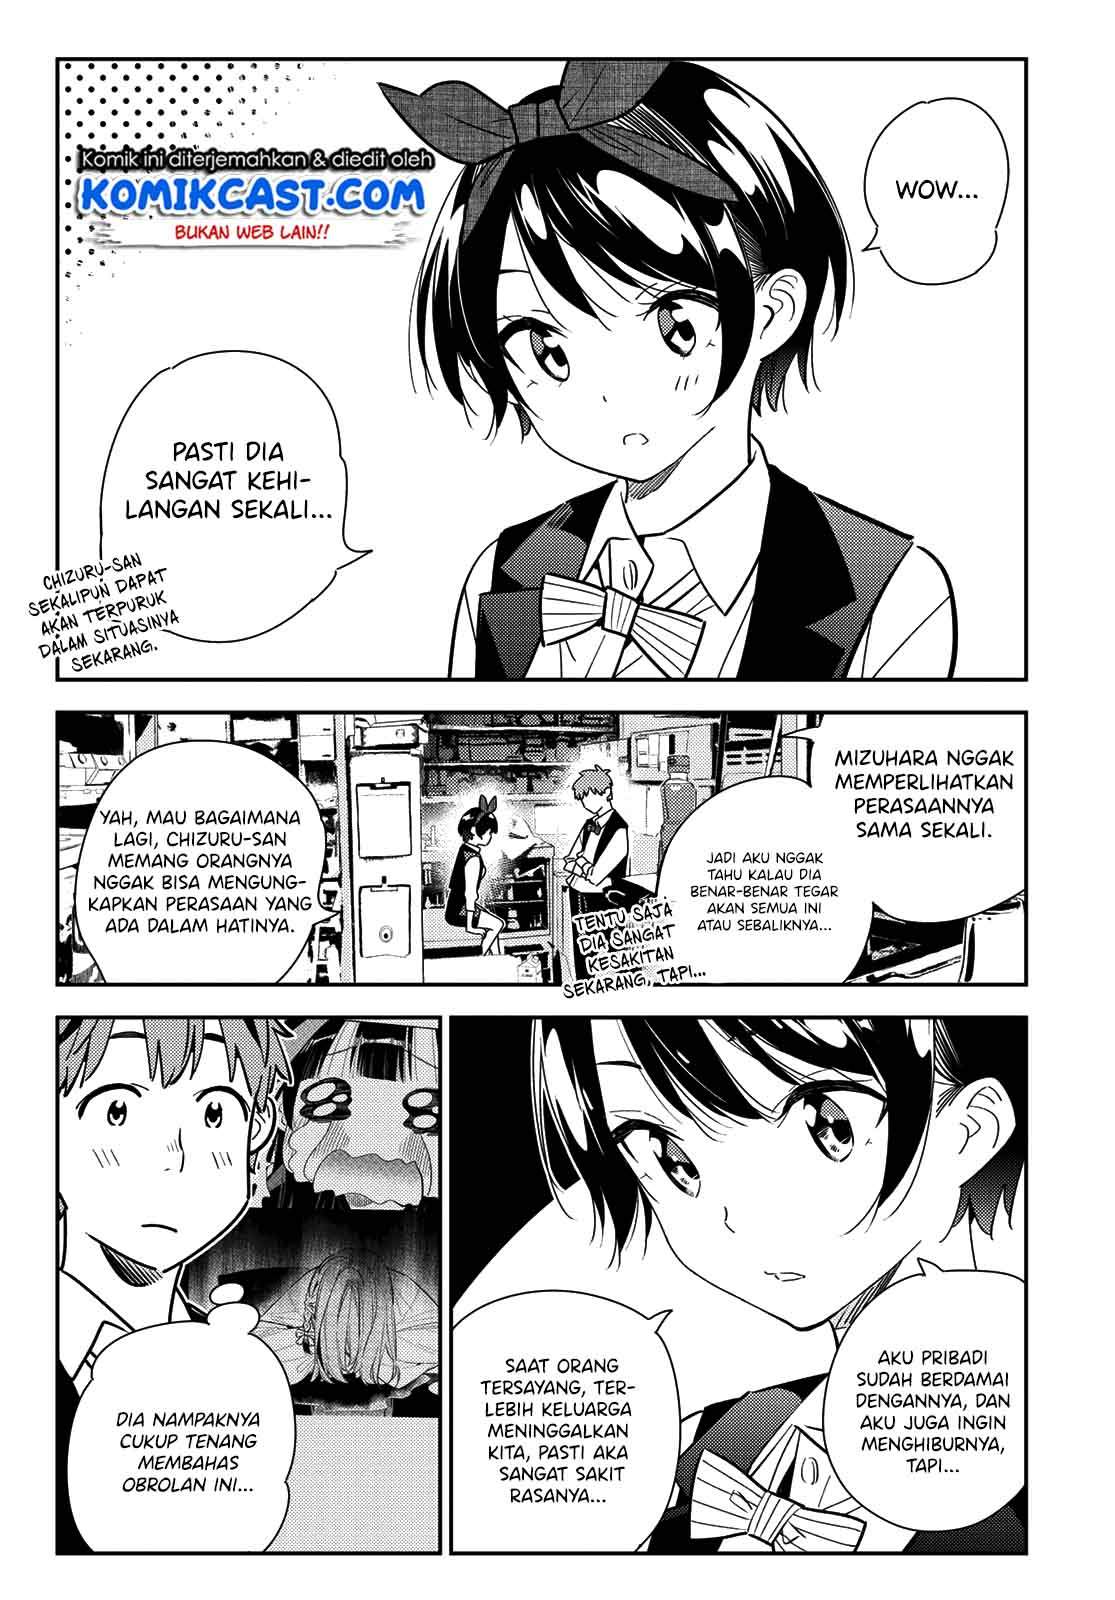 Komik ini diterjemahkan & diedit oleh
KOMIKCAST.COM
BUKAN WEB LAIN!!
WOW...
PASTI DIA
SANGAT KEHI-
LANGAN SEKALI...
CHIZURU-SAN
SEKALIPUN DAPAT
AKAN TERPURUK
DALAM SITUASINYA
SEKARANG.
MIZUHARA NGGAK
MEMPERLIHATKAN
PERASAANNYA
SAMA SEKALI.
JADI AKU NGGAK
TAHU KALAU DIA
BENAR-BENAR TEGAR
AKAN SEMUA INI
ATAU SEBALIKNYA...
TENTU SAJA
DIA SANGAT
KESAKITAN
SEKARANG, TAPI...
YAH, MAU BAGAIMANA
LAGI, CHIZURU-SAN
MEMANG ORANGNYA
NGGAK BISA MENGUNG-
KAPKAN PERASAAN YANG
ADA DALAM HATINYA.
AKU PRIBADI
SUDAH BERDAMAI
DENGANNYA, DAN
AKU JUGA INGIN
MENGHIBURNYA,
TAPI...
SAAT ORANG
TERSAYANG, TER-
LEBIH KELUARGA
MENINGGALKAN
KITA, PASTI AKA
SANGAT SAKIT
RASANYA...
DIA NAMPAKNYA
CUKUP TENANG
MEMBAHAS
OBROLAN INI...